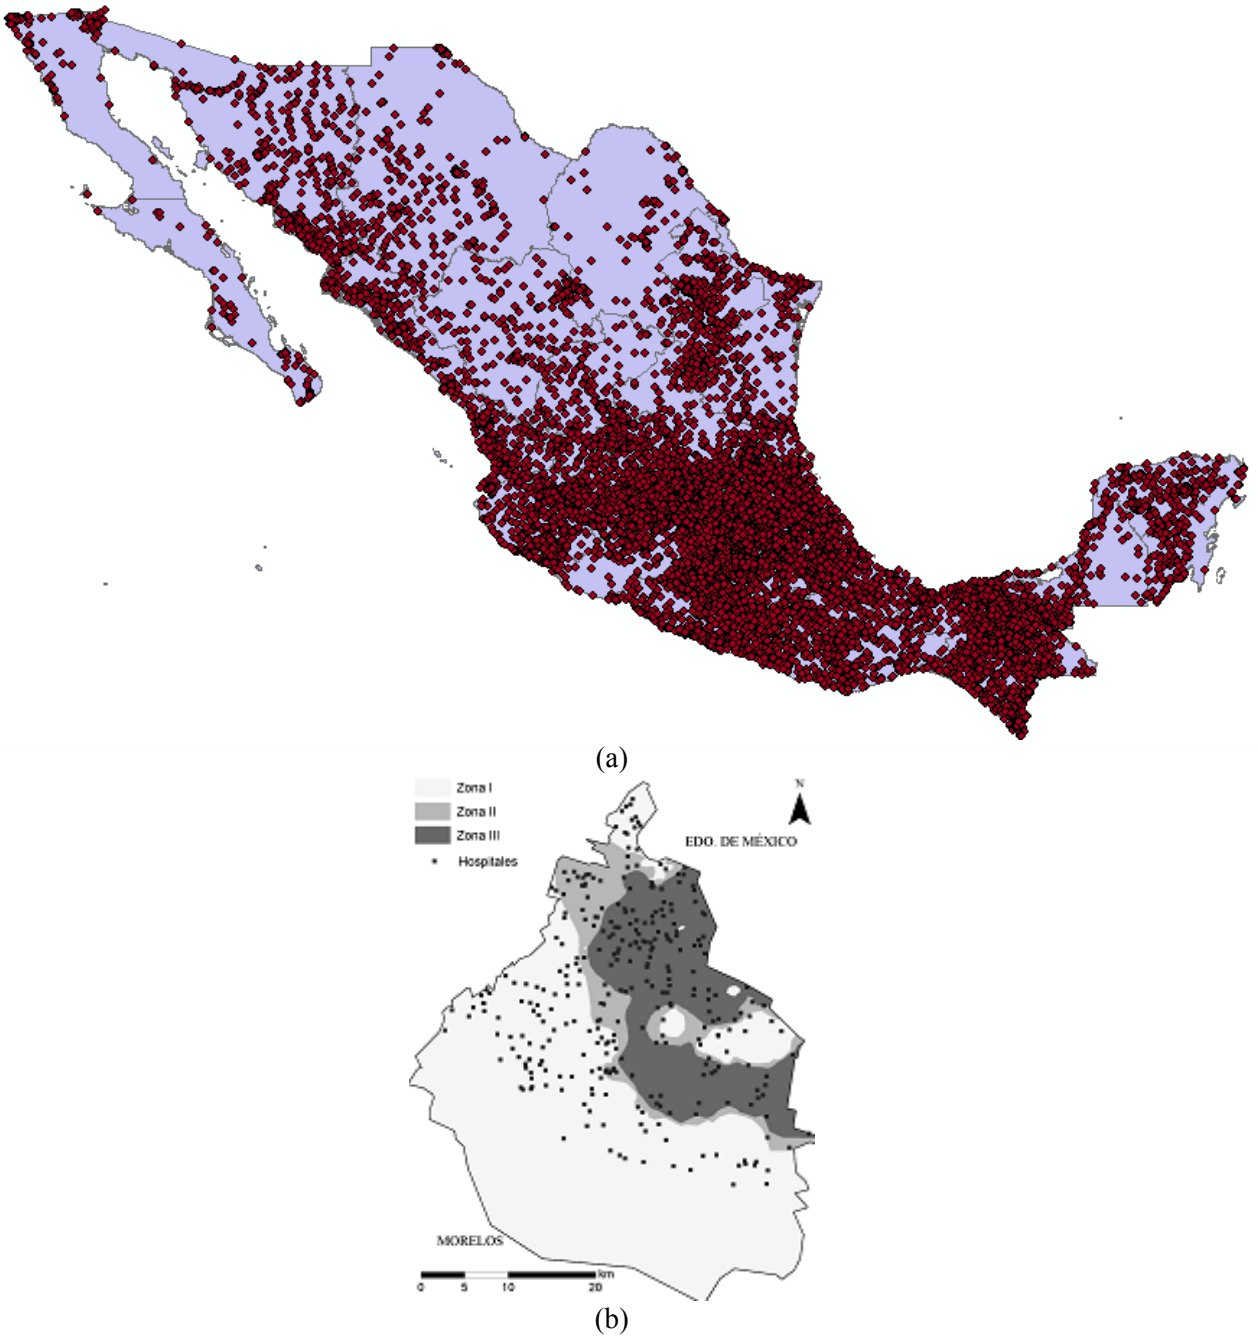 (a)
Zona I
Zona II
Zona III
Hospitales
N
EDO. DE MÉXICO
MORELOS
km
0 5 10 20
(b)